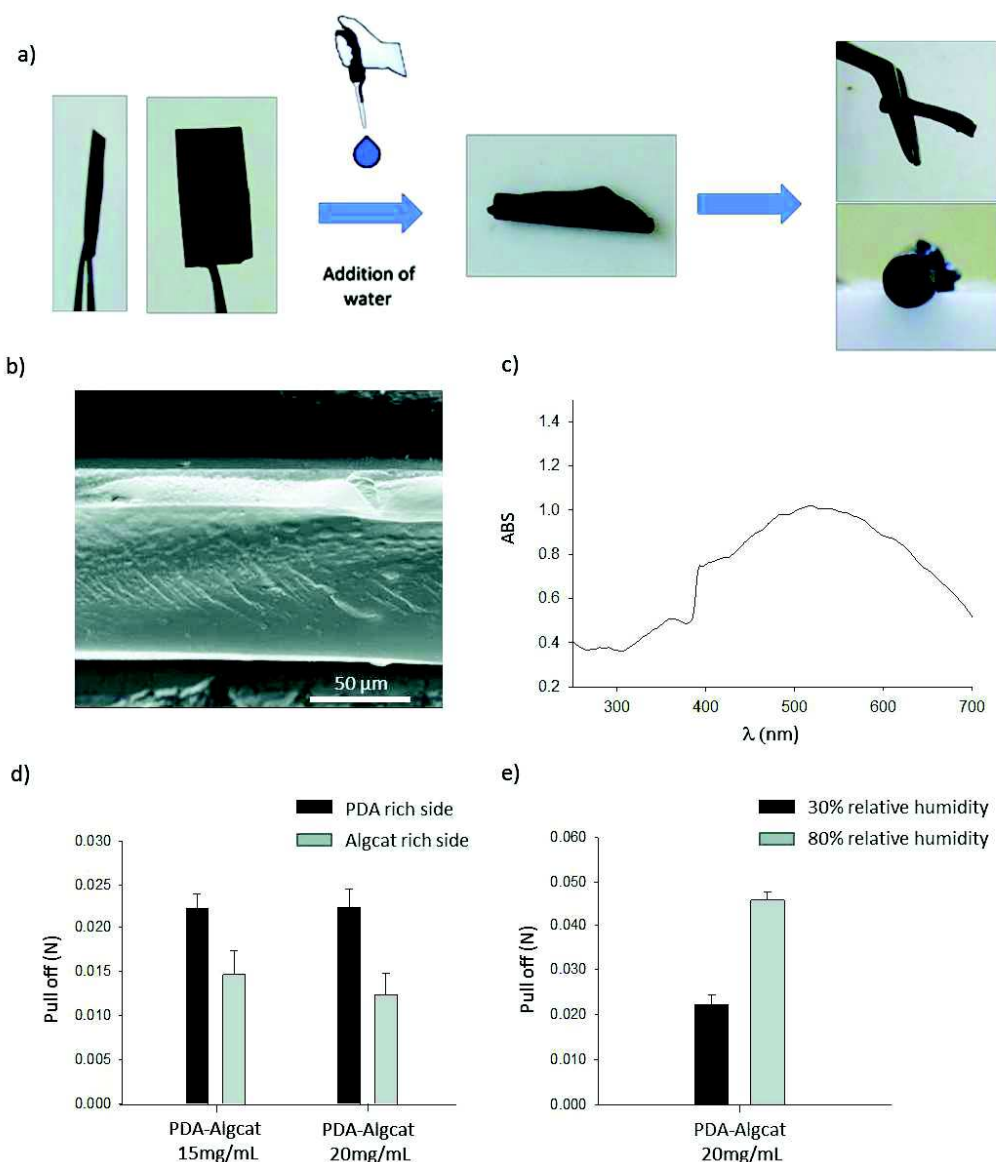 a)
Addition of
water
b)
50 µm
c)
1.4
1.2
1.0
0.8
0.6
0.4
0.2
ABS
300
400
500
600
700
λ (nm)
d)
PDA rich side
Algcat rich side
0.030
0.025
0.020
0.015
0.010
0.005
0.000
Pull off (N)
PDA-Algcat
15mg/mL
PDA-Algcat
20mg/mL
e)
30% relative humidity
80% relative humidity
0.060
0.050
0.040
0.030
0.020
0.010
0.000
Pull off (N)
PDA-Algcat
20mg/mL